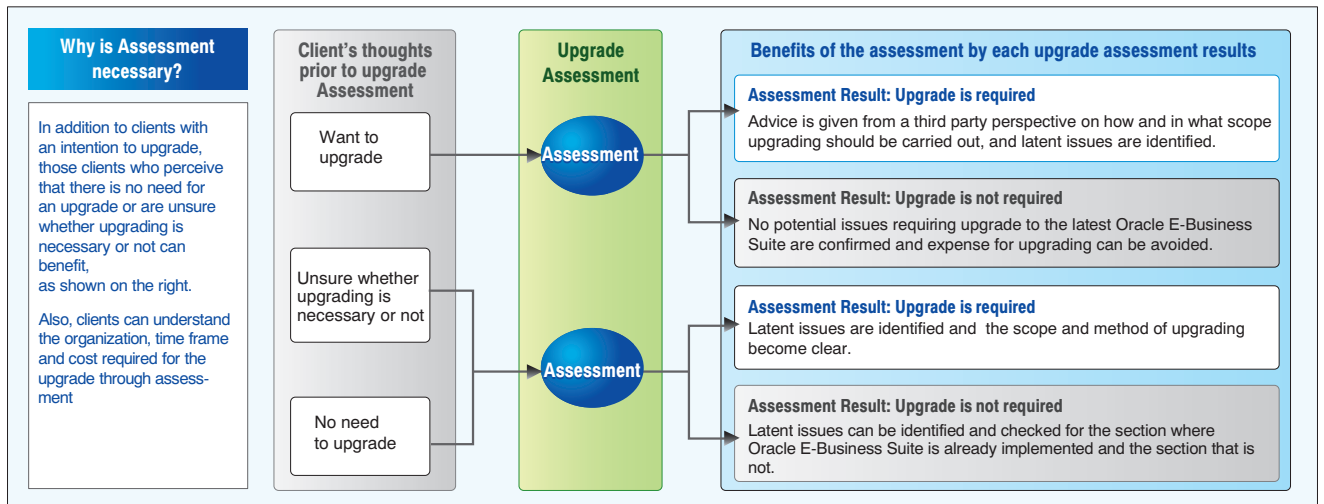 Why is Assessment
necessary?
In addition to clients with
an intention to upgrade,
those clients who perceive
that there is no need for
an upgrade or are unsure
whether upgrading is
necessary or not can
benefit,
as shown on the right.
Also, clients can understand
the organization, time frame
and cost required for the
upgrade through assess-
ment
Client's thoughts
prior to upgrade
Assessment
Want to
upgrade
Unsure whether
upgrading is
necessary or not
No need
to upgrade
Upgrade
Assessment
Assessment
Assessment
Benefits of the assessment by each upgrade assessment results
Assessment Result: Upgrade is required
Advice is given from a third party perspective on how and in what scope
upgrading should be carried out, and latent issues are identified.
Assessment Result: Upgrade is not required
No potential issues requiring upgrade to the latest Oracle E-Business
Suite are confirmed and expense for upgrading can be avoided.
Assessment Result: Upgrade is required
Latent issues are identified and the scope and method of upgrading
become clear.
Assessment Result: Upgrade is not required
Latent issues can be identified and checked for the section where
Oracle E-Business Suite is already implemented and the section that is
not.